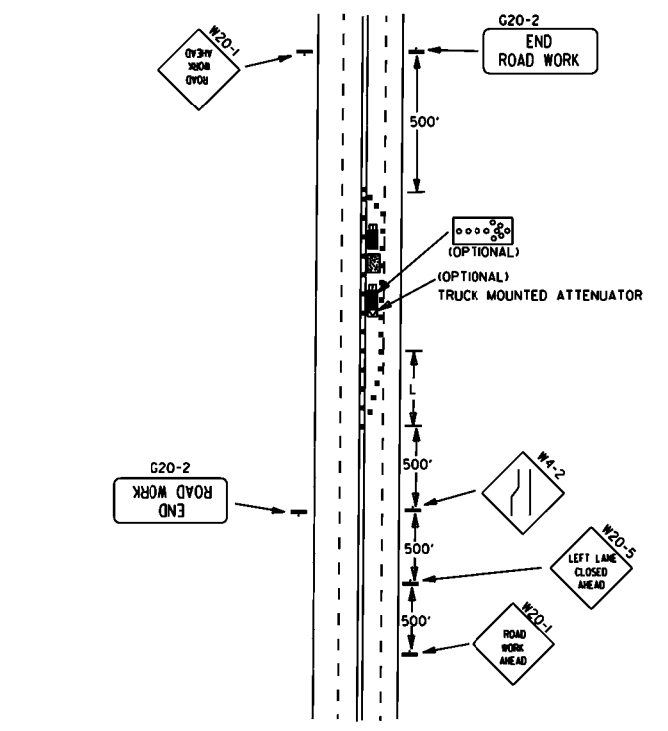 G20-2
END
ROAD WORK
W20-1
ROAD
WORK
AHEAD
500'
(OPTIONAL)
(OPTIONAL)
TRUCK MOUNTED ATTENUATOR
L
500'
W4-2
G20-2
END
ROAD WORK
500'
W20-5
LEFT LANE
CLOSED
AHEAD
500'
W20-1
ROAD
WORK
AHEAD